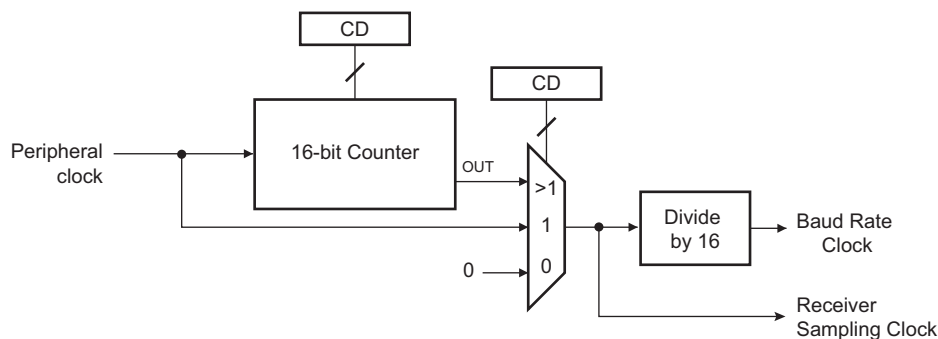 CD
CD
Peripheral
clock
16-bit Counter
OUT
>1
1
0
0
Divide
by 16
Baud Rate
Clock
Receiver
Sampling Clock